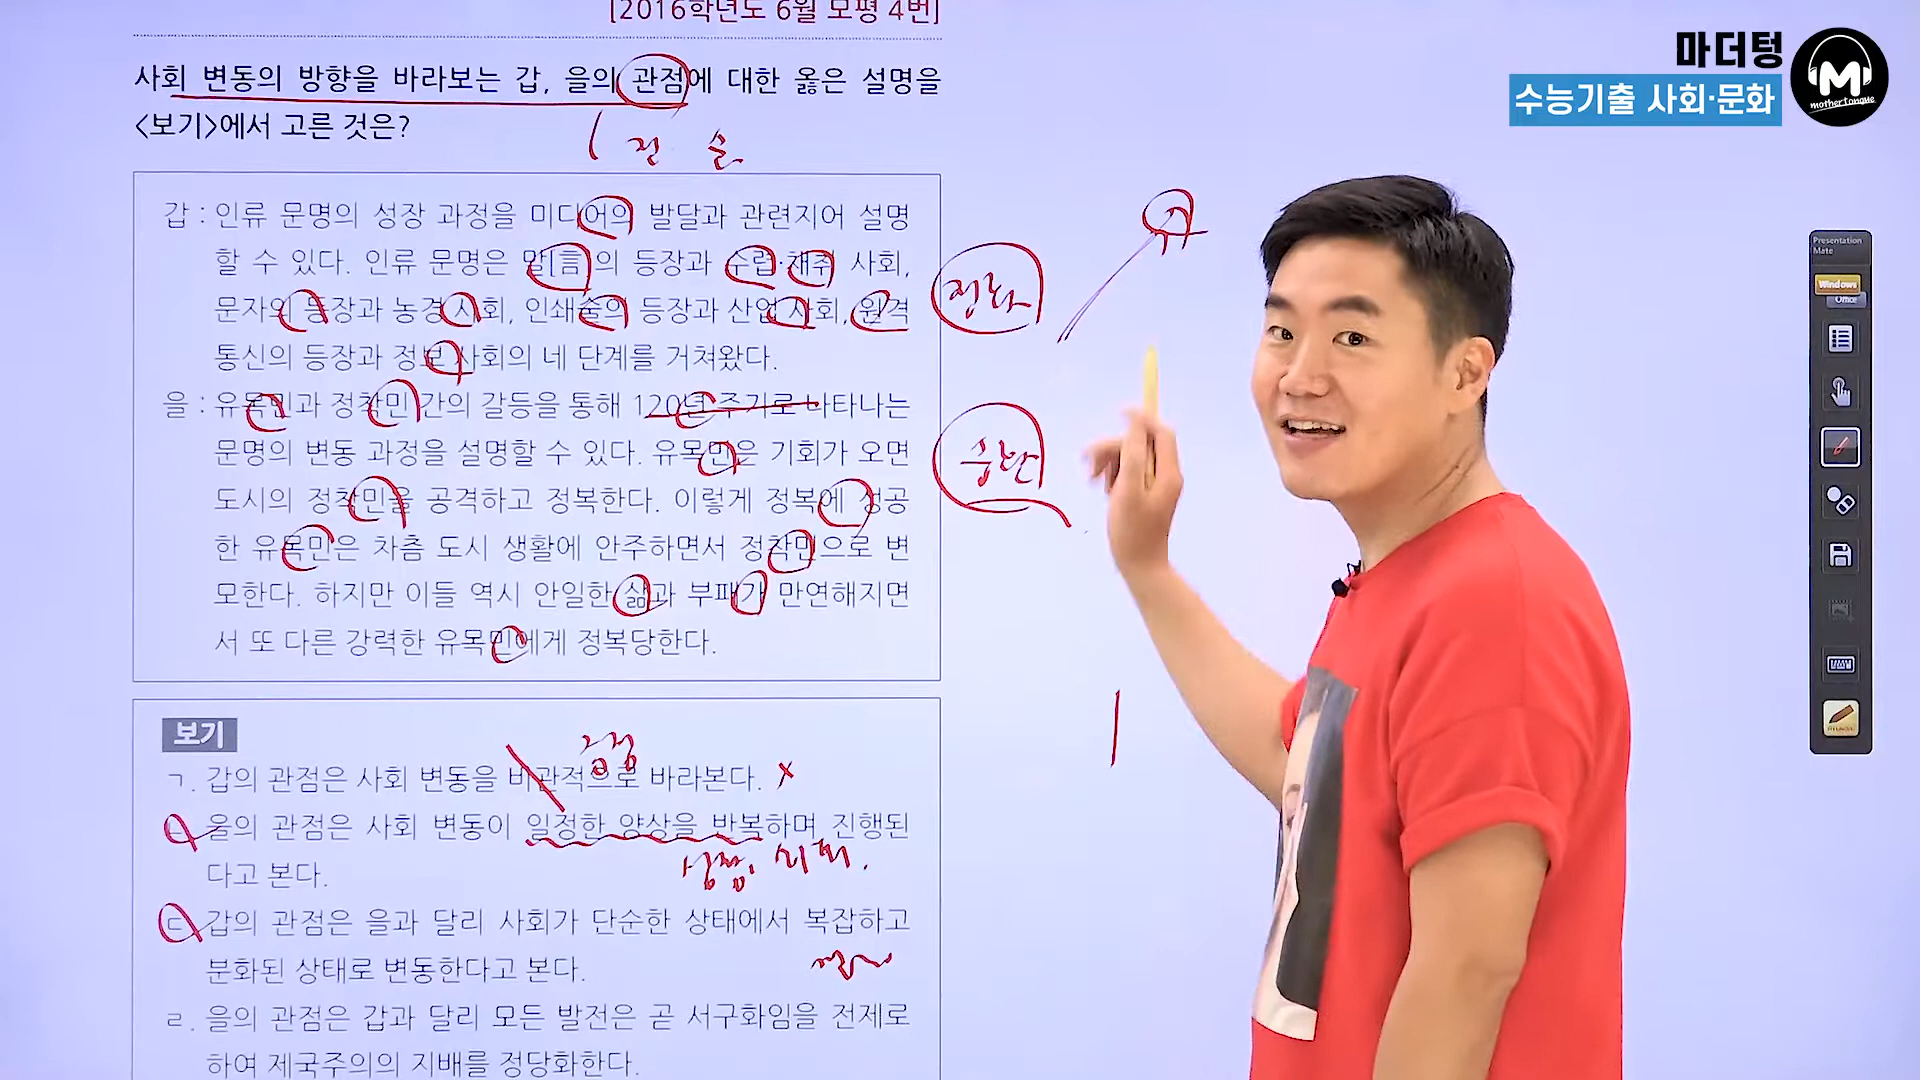 [2016학년도 6월 모평 4번]
마더텅
수능기출 사회·문화
mothertongue
사회 변동의 방향을 바라보는 갑, 을의 관점에 대한 옳은 설명을
<보기>에서 고른 것은?
진 순
갑 : 인류 문명의 성장 과정을 미디어의 발달과 관련지어 설명
할 수 있다. 인류 문명은 말[言]의 등장과 수렵·채취 사회,
문자의 등장과 농경 사회, 인쇄술의 등장과 산업 사회, 원격
통신의 등장과 정보 사회의 네 단계를 거쳐왔다.
을 : 유목민과 정착민 간의 갈등을 통해 120년 주기로 나타나는
문명의 변동 과정을 설명할 수 있다. 유목민은 기회가 오면
도시의 정착민을 공격하고 정복한다. 이렇게 정복에 성공
한 유목민은 차츰 도시 생활에 안주하면서 정착민으로 변
모한다. 하지만 이들 역시 안일한 삶과 부패가 만연해지면
서 또 다른 강력한 유목민에게 정복당한다.
보기
긍정
ㄱ. 갑의 관점은 사회 변동을 비관적으로 바라본다. x
ㄴ. 을의 관점은 사회 변동이 일정한 양상을 반복하며 진행된
다고 본다.
ㄷ. 갑의 관점은 을과 달리 사회가 단순한 상태에서 복잡하고
분화된 상태로 변동한다고 본다.
ㄹ. 을의 관점은 갑과 달리 모든 발전은 곧 서구화임을 전제로
하여 제국주의의 지배를 정당화한다.
Presentation
Mate
Windows
Office